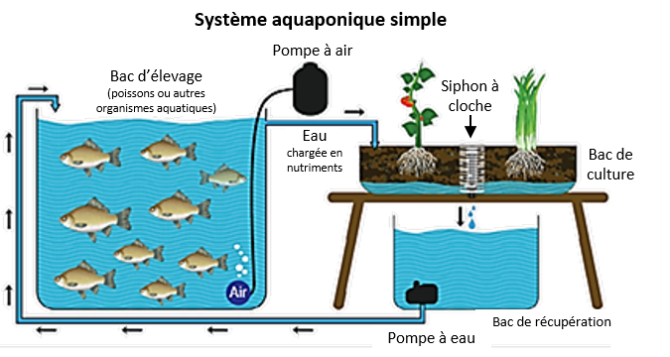 Système aquaponique simple
Pompe à air
Bac d'élevage
(poissons ou autres
organismes aquatiques)
Siphon à
cloche
Eau
chargée en
nutriments
Bac de
culture
Air
Bac de récupération
Pompe à eau